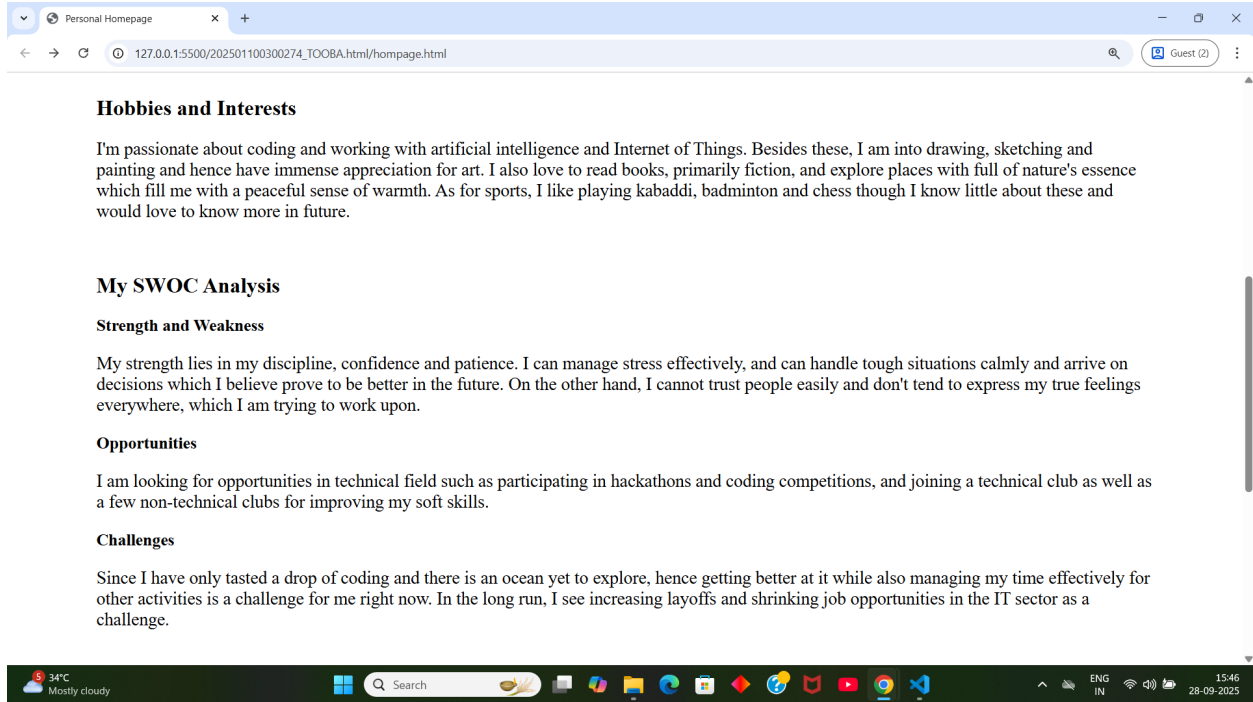 Personal Homepage
127.0.0.1:5500/202501100300274_TOOBA.html/hompage.html
Guest (2)
Hobbies and Interests
I'm passionate about coding and working with artificial intelligence and Internet of Things. Besides these, I am into drawing, sketching and
painting and hence have immense appreciation for art. I also love to read books, primarily fiction, and explore places with full of nature's essence
which fill me with a peaceful sense of warmth. As for sports, I like playing kabaddi, badminton and chess though I know little about these and
would love to know more in future.
My SWOC Analysis
Strength and Weakness
My strength lies in my discipline, confidence and patience. I can manage stress effectively, and can handle tough situations calmly and arrive on
decisions which I believe prove to be better in the future. On the other hand, I cannot trust people easily and don't tend to express my true feelings
everywhere, which I am trying to work upon.
Opportunities
I am looking for opportunities in technical field such as participating in hackathons and coding competitions, and joining a technical club as well as
a few non-technical clubs for improving my soft skills.
Challenges
Since I have only tasted a drop of coding and there is an ocean yet to explore, hence getting better at it while also managing my time effectively for
other activities is a challenge for me right now. In the long run, I see increasing layoffs and shrinking job opportunities in the IT sector as a
challenge.
5
34°C
Mostly cloudy
Search
ENG
IN
15:46
28-09-2025